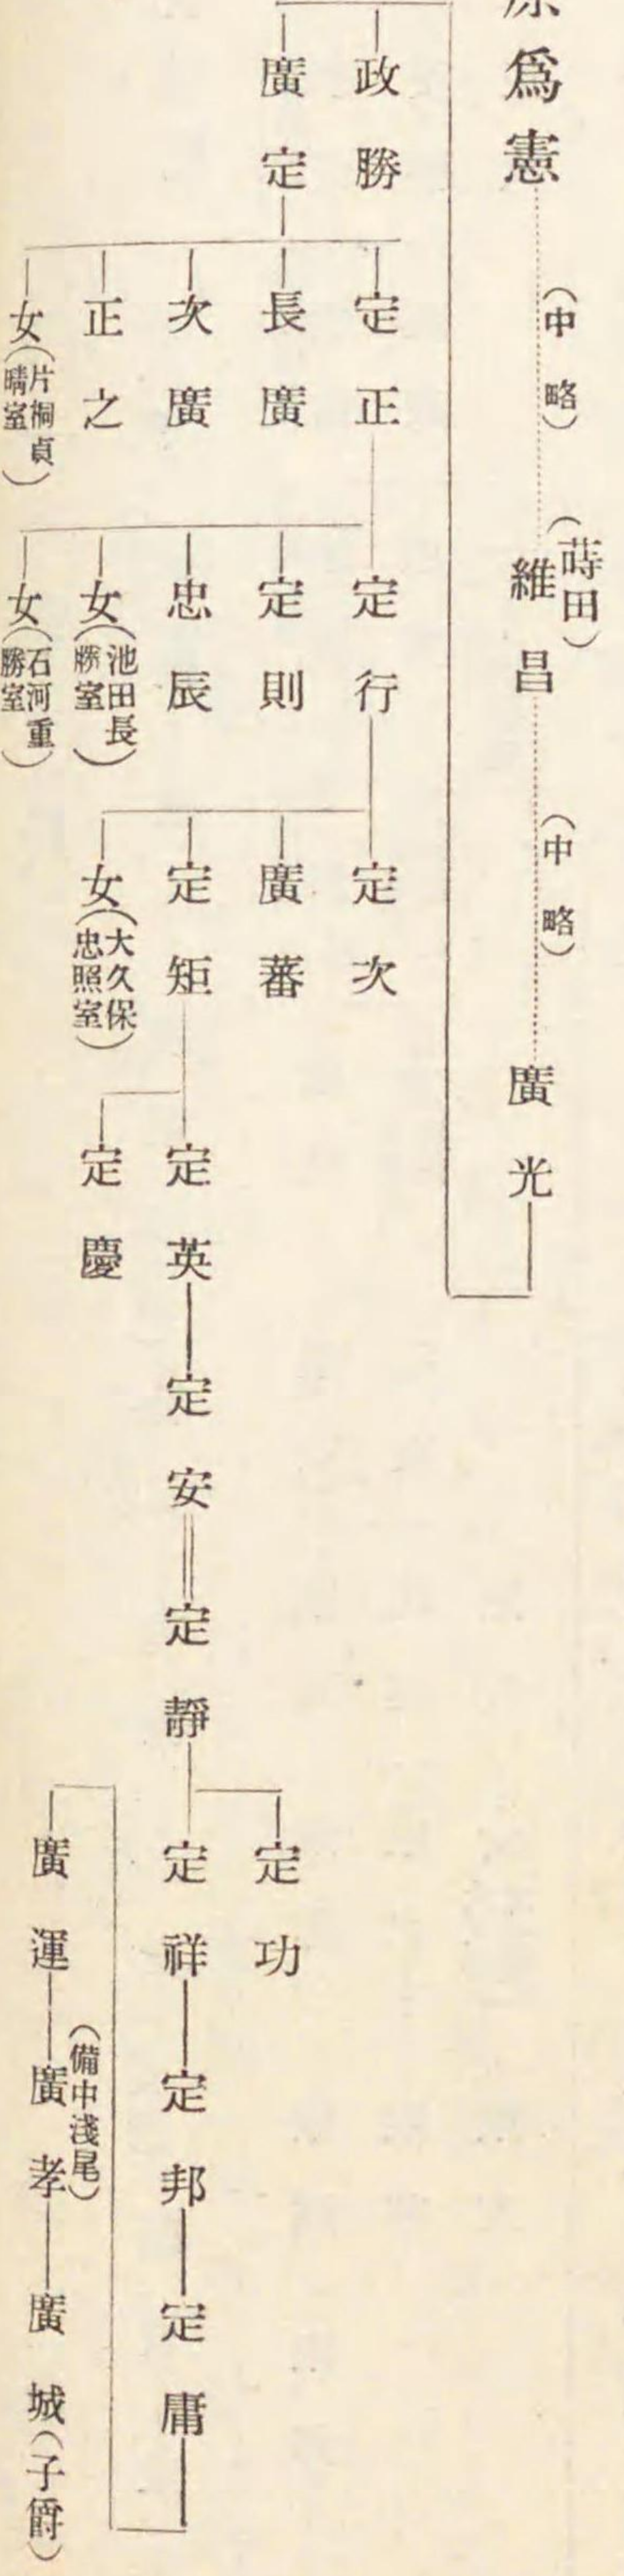 爲憲
（中略）
（蒔田）
維昌
（中略）
廣光
政勝
廣定
定正
長廣
次廣
正之
女（片桐貞晴室）
定行
定則
忠辰
女（池田長勝室）
女（石河重勝室）
定次
廣蕃
定矩
女（大久保忠照室）
定英
定慶
定安
定靜
定功
定祥
定邦
定庸
廣運
（備中淺尾）
廣孝
廣城（子爵）